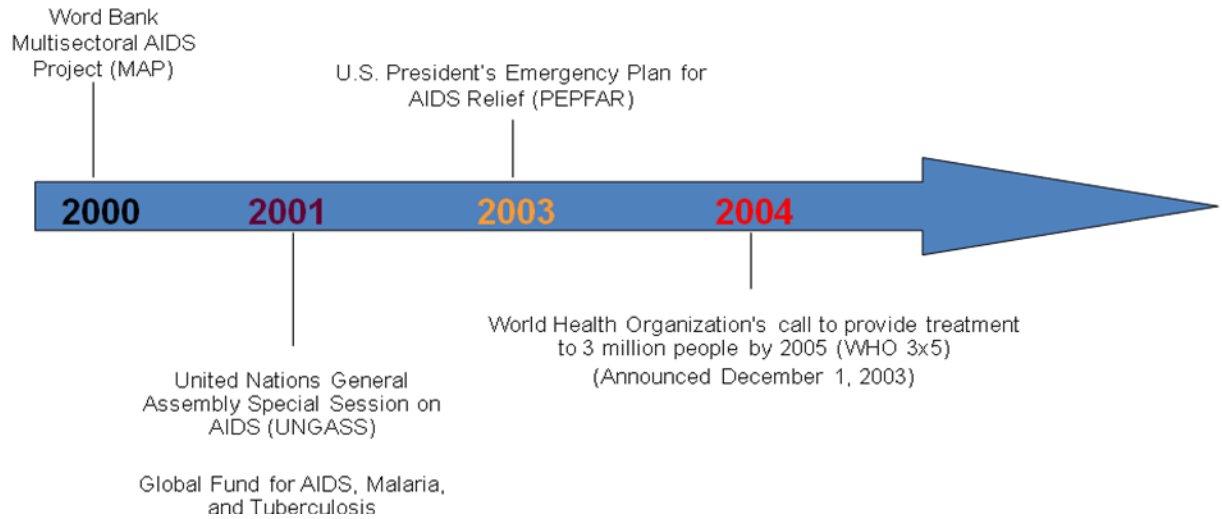 Word Bank
Multisectoral AIDS
Project (MAP)
U.S. President's Emergency Plan for
AIDS Relief (PEPFAR)
2000
2001
2003
2004
World Health Organization's call to provide treatment
to 3 million people by 2005 (WHO 3x5)
(Announced December 1, 2003)
United Nations General
Assembly Special Session on
AIDS (UNGASS)
Global Fund for AIDS, Malaria,
and Tuberculosis